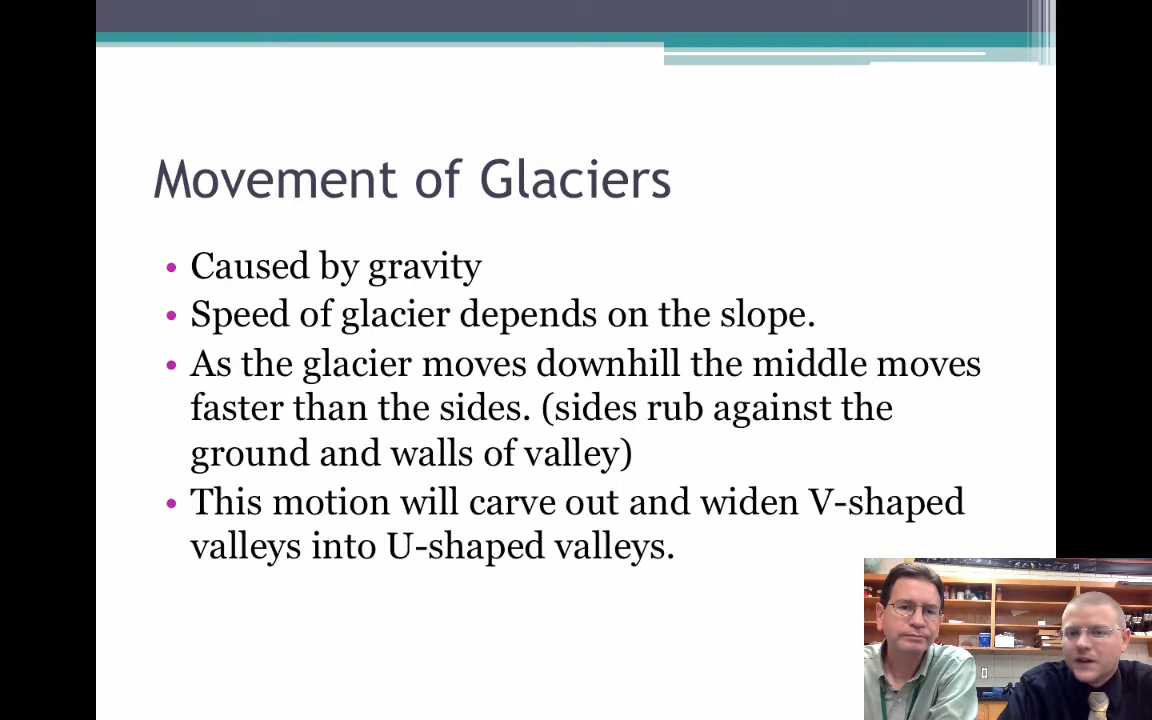 Movement of Glaciers
• Caused by gravity
• Speed of glacier depends on the slope.
• As the glacier moves downhill the middle moves
faster than the sides. (sides rub against the
ground and walls of valley)
• This motion will carve out and widen V-shaped
valleys into U-shaped valleys.